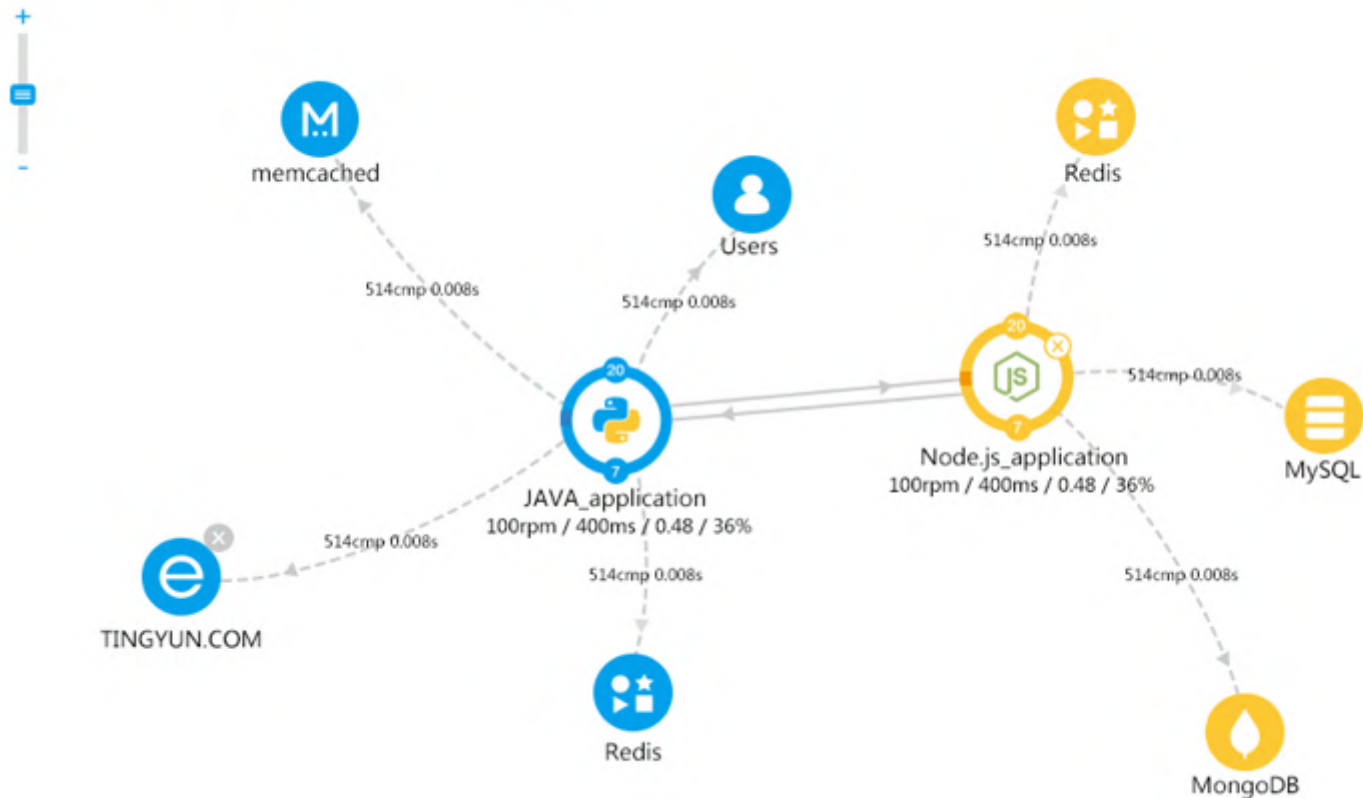 +
-
M
memcached
Redis
Users
514cmp 0.008s
514cmp 0.008s
514cmp 0.008s
20
20
JS
514cmp 0.008s
7
7
Node.js_application
100rpm / 400ms / 0.48 / 36%
MySQL
JAVA_application
100rpm / 400ms / 0.48 / 36%
514cmp 0.008s
514cmp 0.008s
514cmp 0.008s
e
TINGYUN.COM
Redis
MongoDB